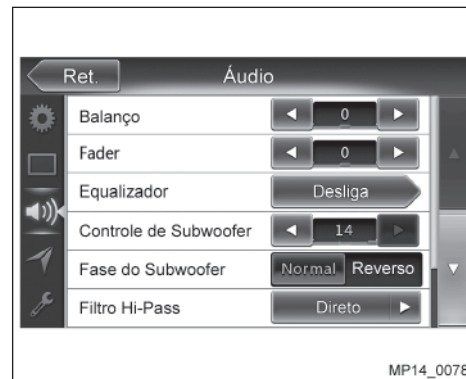 Ret. Áudio
Balanço 0
Fader 0
Equalizador Desliga
Controle de Subwoofer 14
Fase do Subwoofer Normal Reverso
Filtro Hi-Pass Direto
MP14_0078